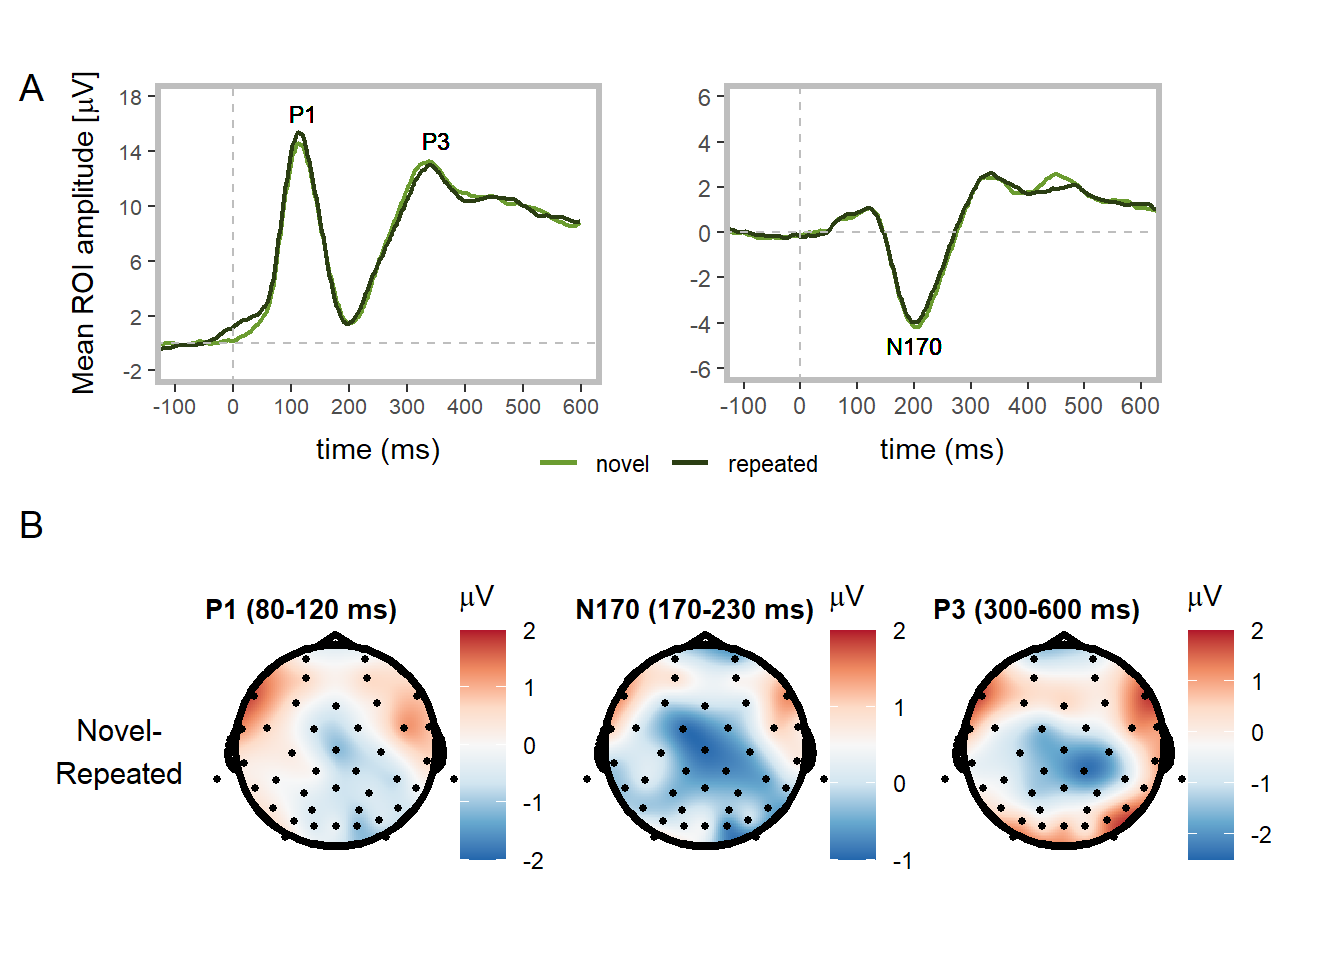 A
Mean ROI amplitude [μV]
18
14
10
6
2
-2
P1
P3
-100 0 100 200 300 400 500 600
time (ms)
6
4
2
0
-2
-4
-6
N170
-100 0 100 200 300 400 500 600
time (ms)
novel repeated
B
Novel-
Repeated
P1 (80-120 ms)
μV
2
1
0
-1
-2
N170 (170-230 ms)
μV
2
1
0
-1
P3 (300-600 ms)
μV
2
1
0
-1
-2